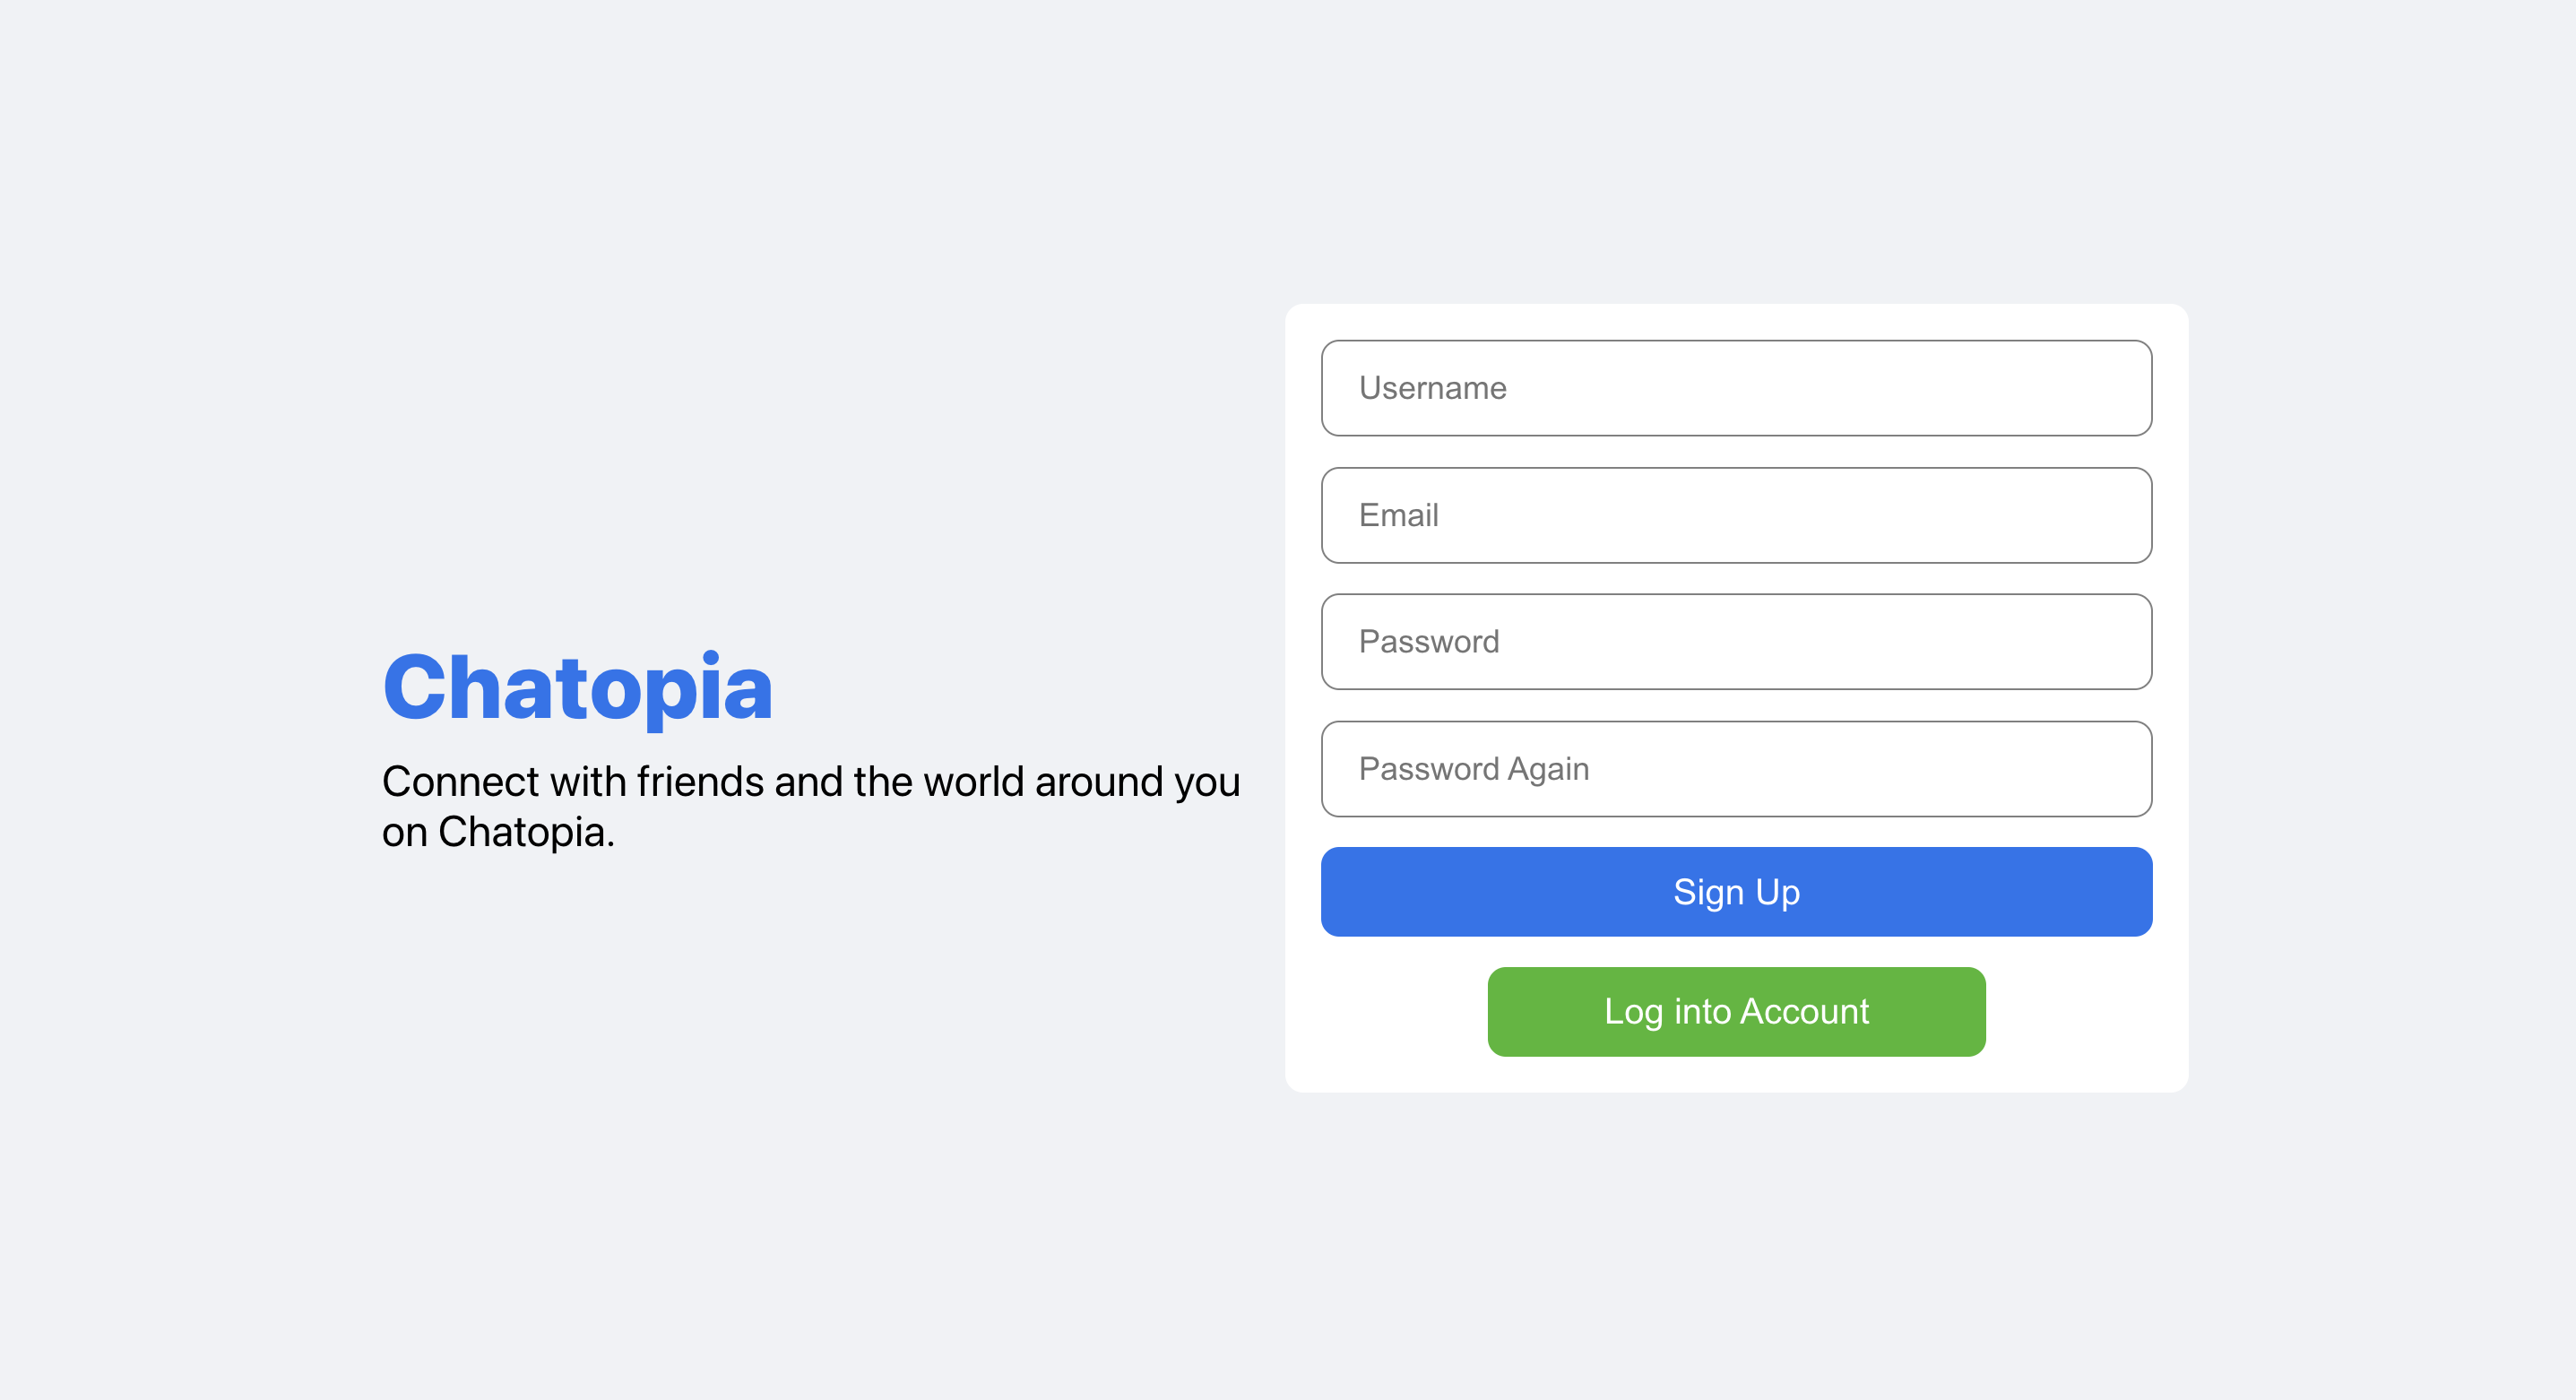 Chatopia
Connect with friends and the world around you
on Chatopia.
Username
Email
Password
Password Again
Sign Up
Log into Account